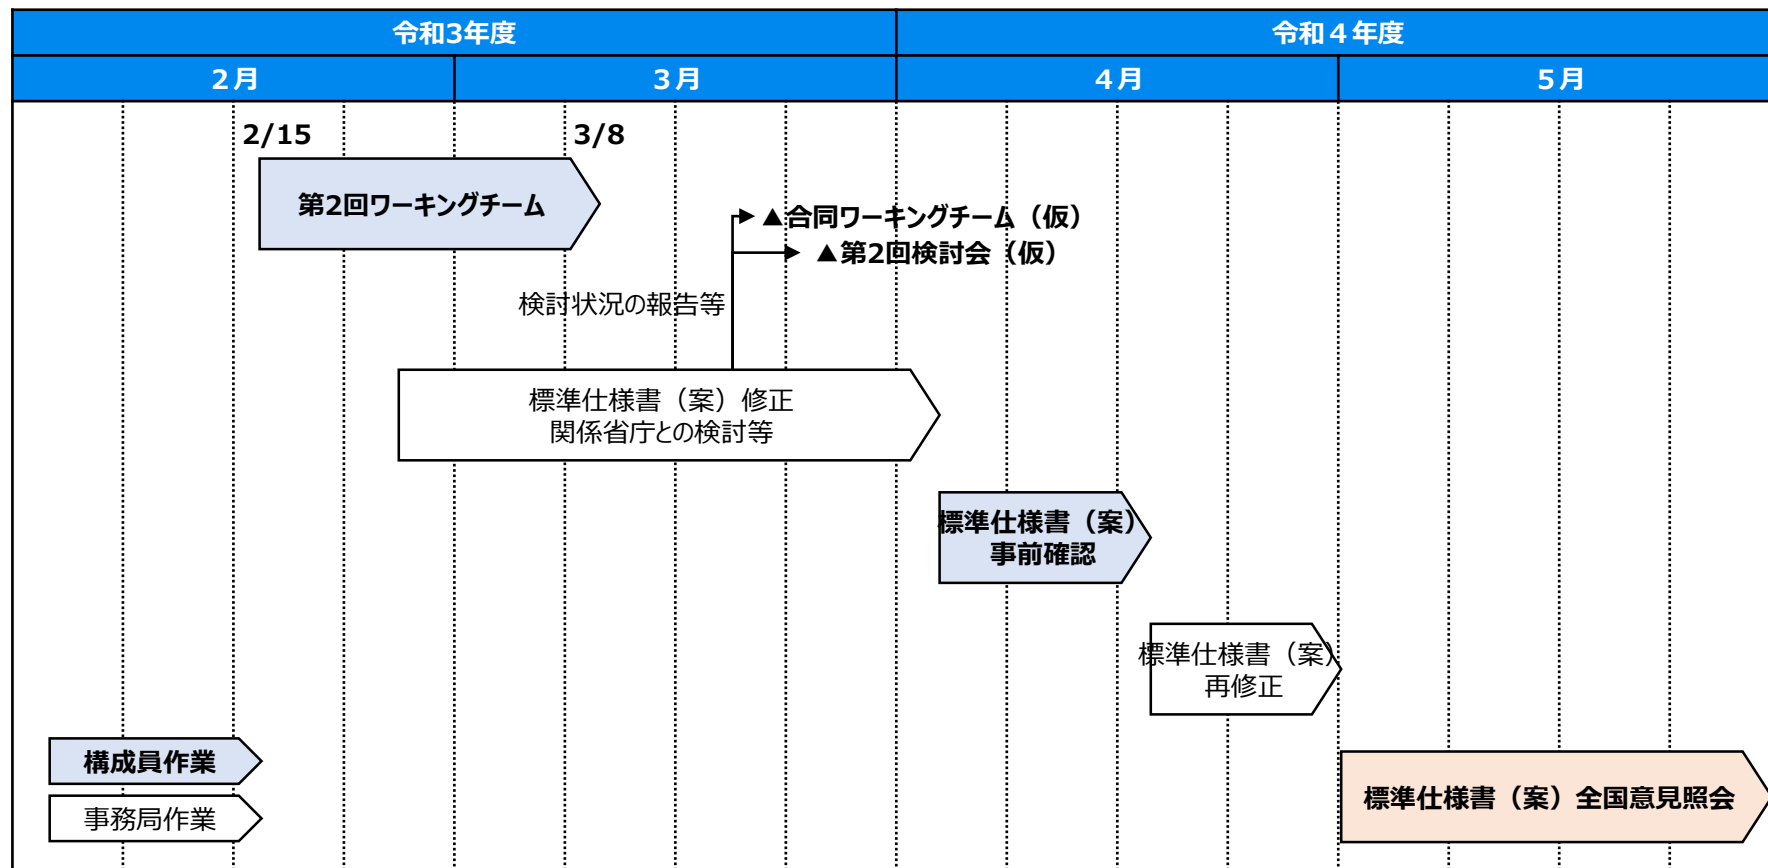 令和3年度
令和４年度
２月
３月
４月
５月
2/15
3/8
第2回ワーキングチーム
▲合同ワーキングチーム（仮）
▲第2回検討会（仮）
検討状況の報告等
標準仕様書（案）修正
関係省庁との検討等
標準仕様書（案）
事前確認
標準仕様書（案）
再修正
構成員作業
事務局作業
標準仕様書（案）全国意見照会